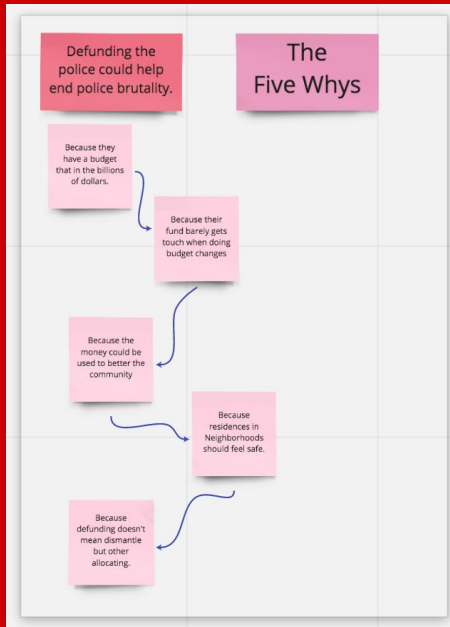 Defunding the
police could help
end police brutality.
The
Five Whys
Because they
have a budget
that in the billions
of dollars.
Because their
fund barely gets
touch when doing
budget changes
Because the
money could be
used to better the
community
Because
residences in
Neighborhoods
should feel safe.
Because
defunding doesn't
mean dismantle
but other
allocating.